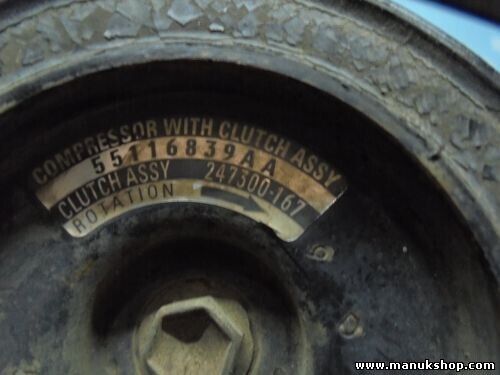 COMPRESSOR WITH CLUTCH ASSY
55116839AA
CLUTCH ASSY 247300-167
ROTATION
www.manukshop.com